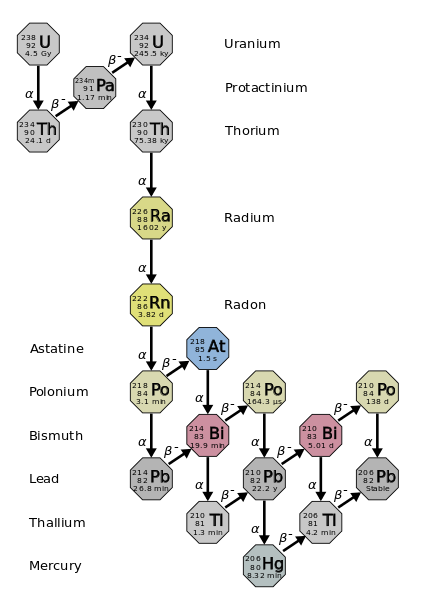 238 92 U 4.5 Gy
234 92 U 245.5 ky
Uranium
β⁻
α
234m 91 Pa 1.17 min
Protactinium
α
β⁻
234 90 Th 24.1 d
230 90 Th 75.38 ky
Thorium
α
226 88 Ra 1602 y
Radium
α
222 86 Rn 3.82 d
Radon
Astatine
α
β⁻
218 85 At 1.5 s
Polonium
218 84 Po 3.1 min
α
214 84 Po 164.3 µs
210 84 Po 138 d
β⁻
β⁻
Bismuth
α
β⁻
214 83 Bi 19.9 min
α
β⁻
210 83 Bi 5.01 d
α
Lead
214 82 Pb 26.8 min
α
210 82 Pb 22.2 y
α
206 82 Pb Stable
β⁻
β⁻
Thallium
210 81 Tl 1.3 min
α
206 81 Tl 4.2 min
β⁻
Mercury
206 80 Hg 8.32 min